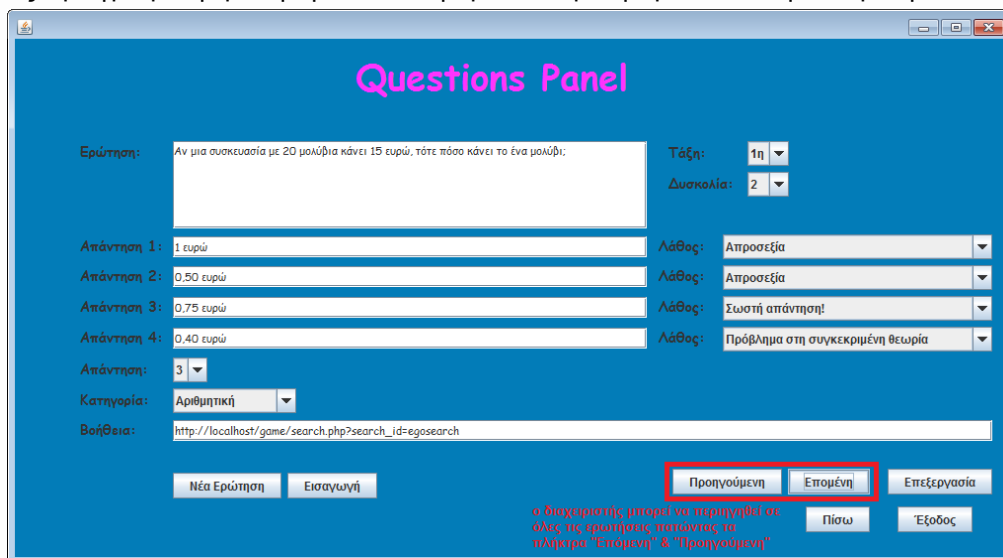 Questions Panel
Ερώτηση: Αν μια συσκευασία με 20 μολύβια κάνει 15 ευρώ, τότε πόσο κάνει το ένα μολύβι; Τάξη: 1η
Δυσκολία: 2
Απάντηση 1: 1 ευρώ Λάθος: Απροσεξία
Απάντηση 2: 0,50 ευρώ Λάθος: Απροσεξία
Απάντηση 3: 0,75 ευρώ Λάθος: Σωστή απάντηση!
Απάντηση 4: 0,40 ευρώ Λάθος: Πρόβλημα στη συγκεκριμένη θεωρία
Απάντηση: 3
Κατηγορία: Αριθμητική
Βοήθεια: http://localhost/game/search.php?search_id=egosearch
Νέα Ερώτηση Εισαγωγή Προηγούμενη Επομένη Επεξεργασία
ο διαχειριστής μπορεί να περιηγηθεί σε
όλες τις ερωτήσεις πατώντας τα
πλήκτρα "Επόμενη" & "Προηγούμενη"
Πίσω Έξοδος